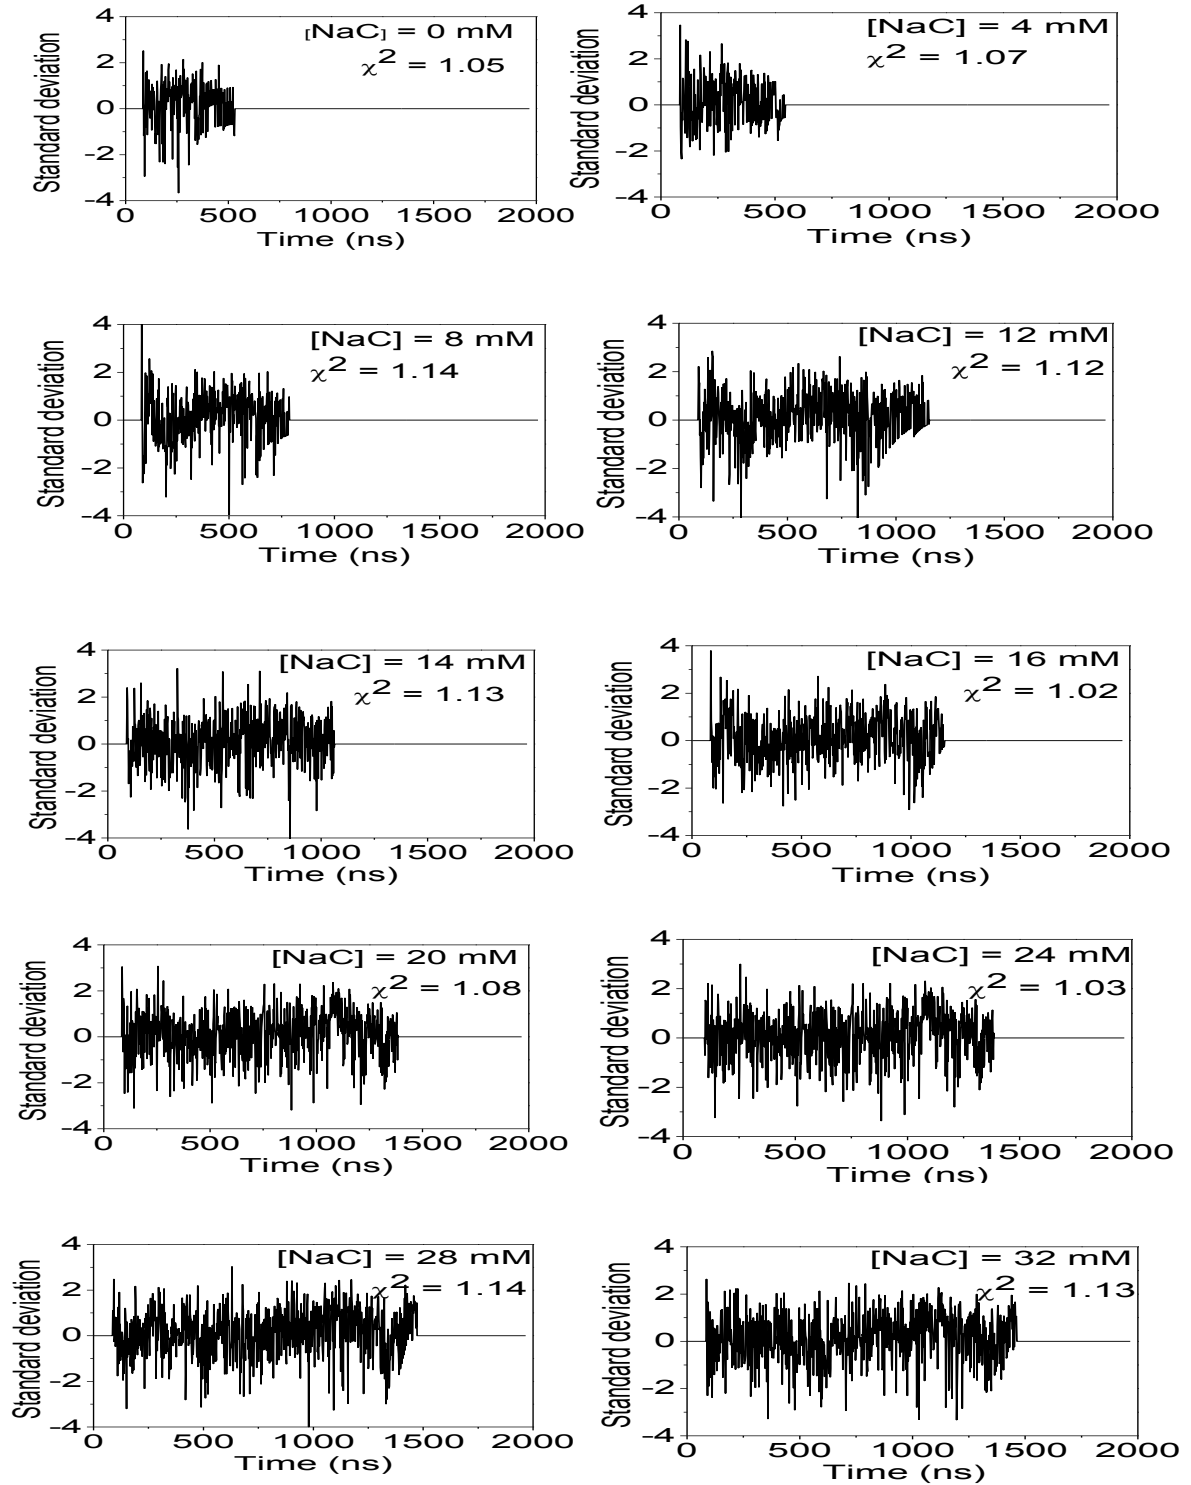 [NaC] = 0 mM
χ2 = 1.05
4
2
0
-2
-4
Standard deviation
0 500 1000 1500 2000
Time (ns)
[NaC] = 4 mM
χ2 = 1.07
4
2
0
-2
-4
Standard deviation
0 500 1000 1500 2000
Time (ns)
[NaC] = 8 mM
χ2 = 1.14
4
2
0
-2
-4
Standard deviation
0 500 1000 1500 2000
Time (ns)
[NaC] = 12 mM
χ2 = 1.12
4
2
0
-2
-4
Standard deviation
0 500 1000 1500 2000
Time (ns)
[NaC] = 14 mM
χ2 = 1.13
4
2
0
-2
-4
Standard deviation
0 500 1000 1500 2000
Time (ns)
[NaC] = 16 mM
χ2 = 1.02
4
2
0
-2
-4
Standard deviation
0 500 1000 1500 2000
Time (ns)
[NaC] = 20 mM
χ2 = 1.08
4
2
0
-2
-4
Standard deviation
0 500 1000 1500 2000
Time (ns)
[NaC] = 24 mM
χ2 = 1.03
4
2
0
-2
-4
Standard deviation
0 500 1000 1500 2000
Time (ns)
[NaC] = 28 mM
χ2 = 1.14
4
2
0
-2
-4
Standard deviation
0 500 1000 1500 2000
Time (ns)
[NaC] = 32 mM
χ2 = 1.13
4
2
0
-2
-4
Standard deviation
0 500 1000 1500 2000
Time (ns)